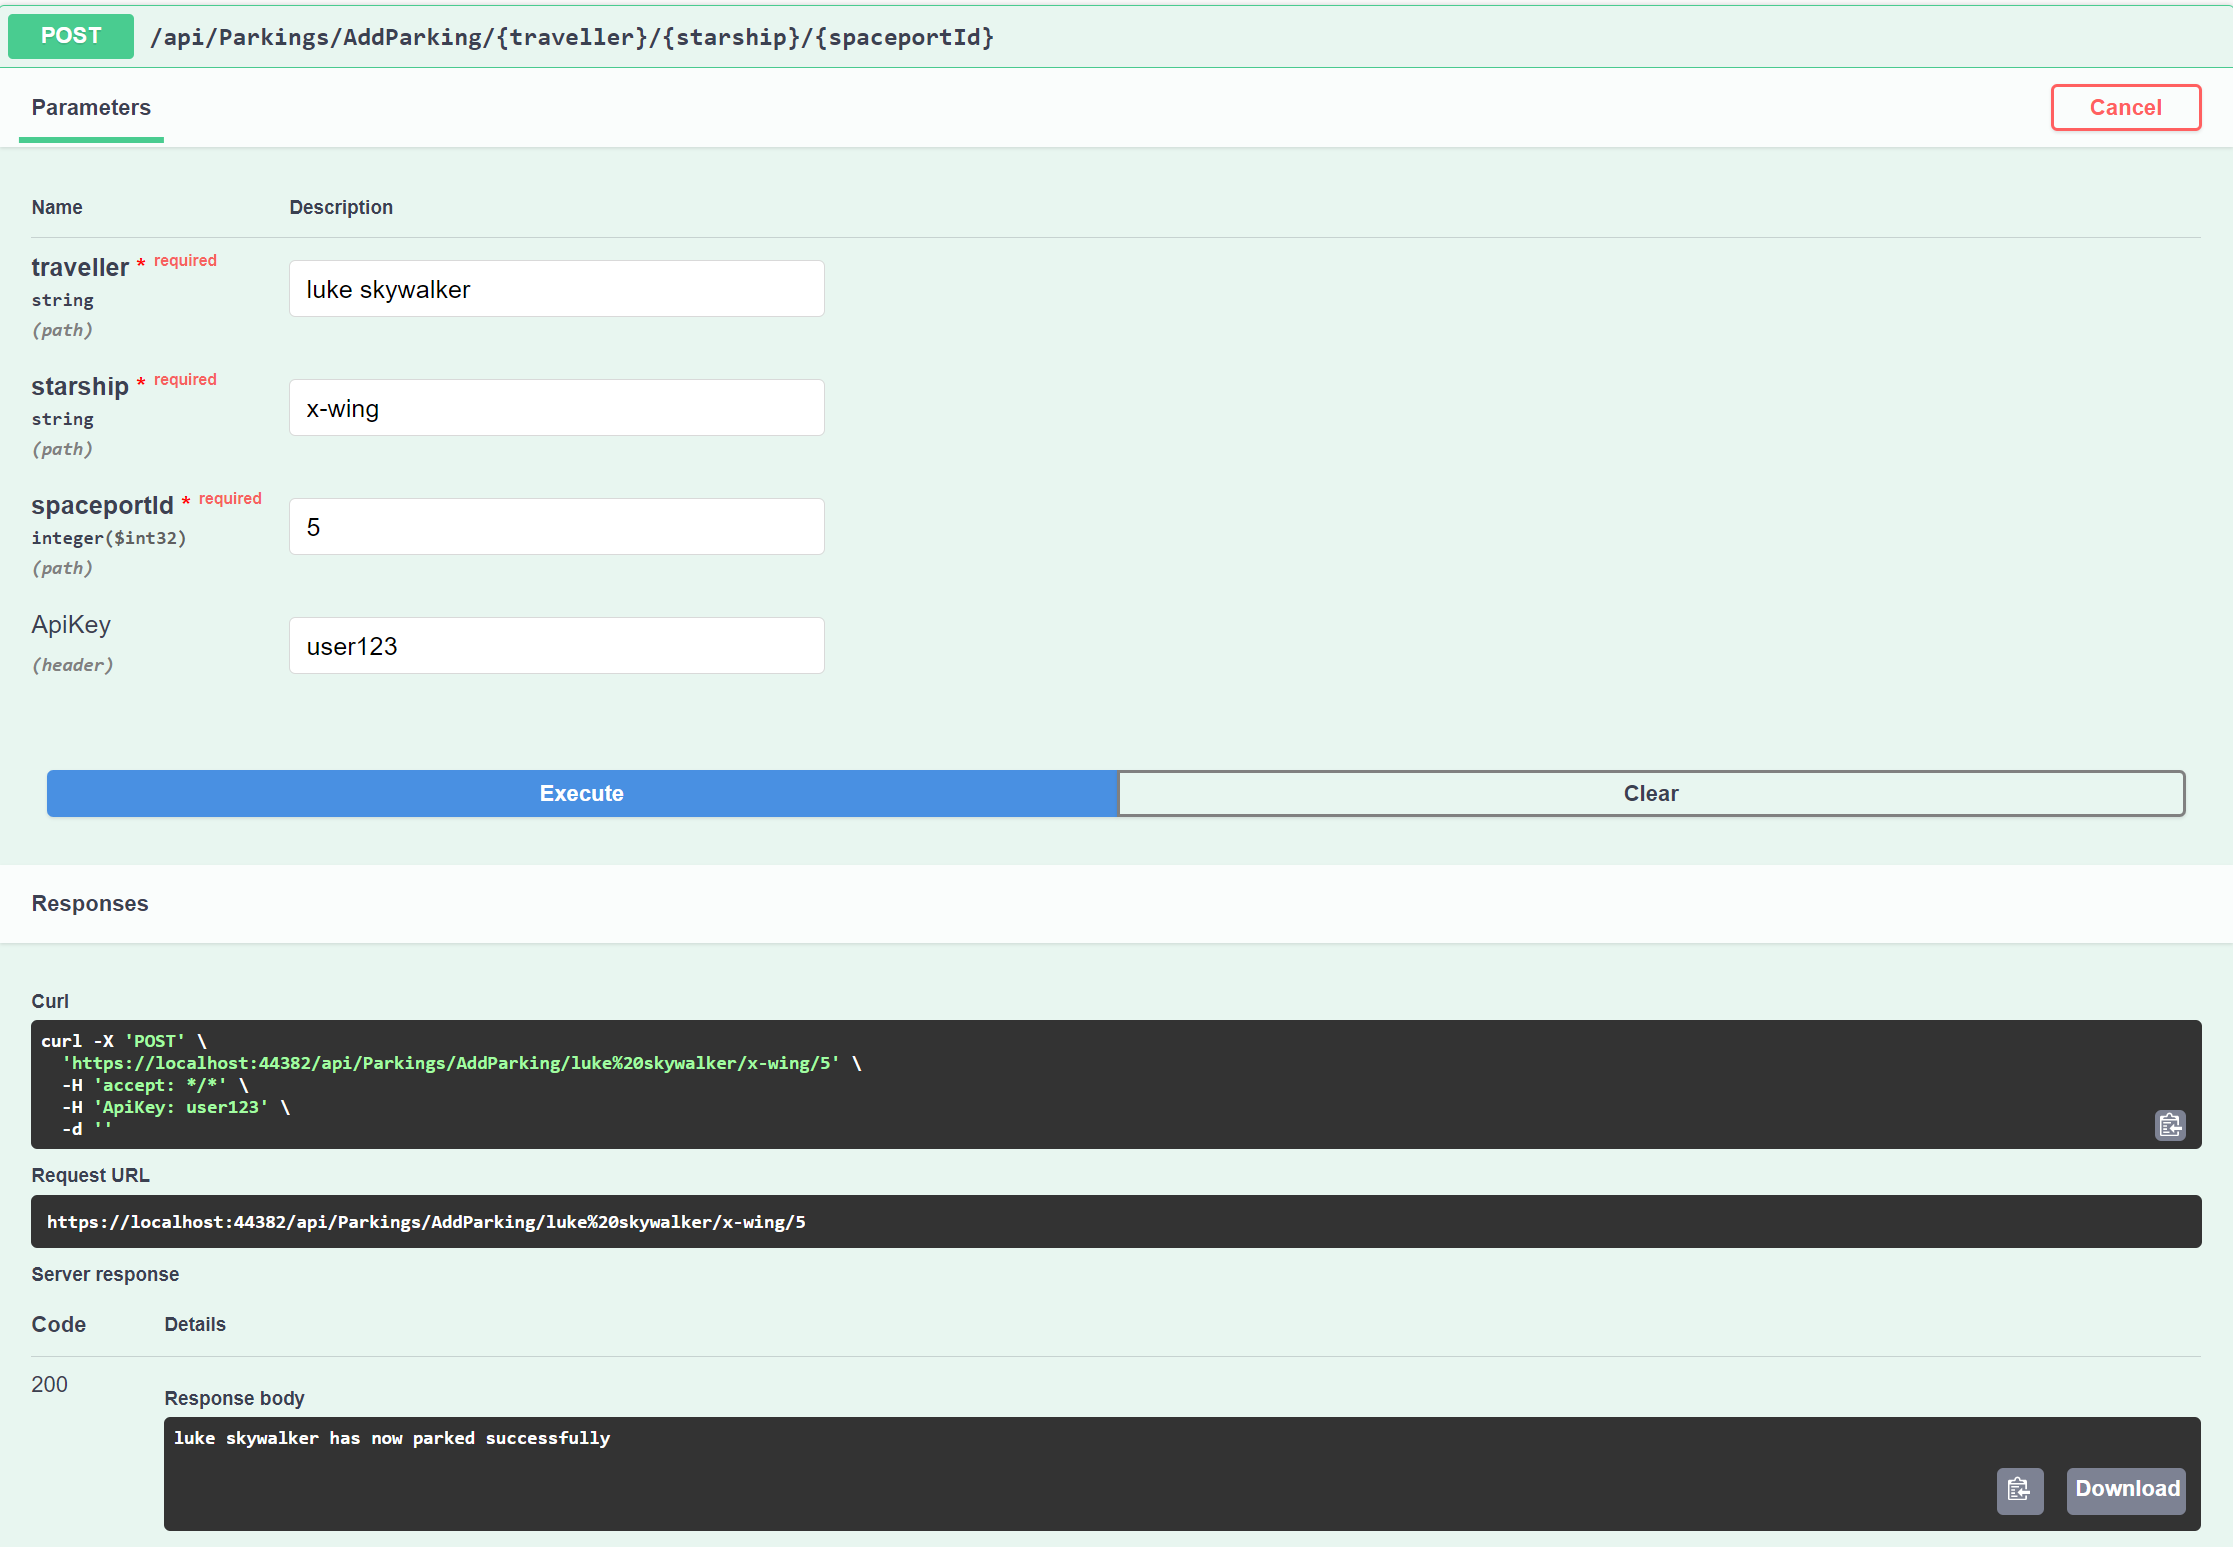 POST /api/Parkings/AddParking/{traveller}/{starship}/{spaceportId}
Parameters
Cancel
Name Description
traveller * required
string
(path)
luke skywalker
starship * required
string
(path)
x-wing
spaceportId * required
integer($int32)
(path)
5
ApiKey
(header)
user123
Execute Clear
Responses
Curl
curl -X 'POST' \
'https://localhost:44382/api/Parkings/AddParking/luke%20skywalker/x-wing/5' \
-H 'accept: */*' \
-H 'ApiKey: user123' \
-d ''
Request URL
https://localhost:44382/api/Parkings/AddParking/luke%20skywalker/x-wing/5
Server response
Code Details
200
Response body
luke skywalker has now parked successfully
Download